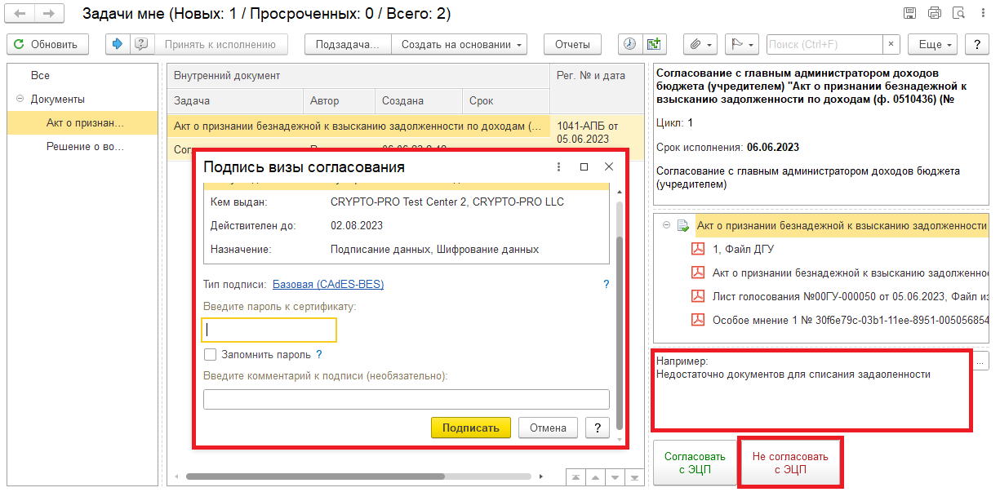 Задачи мне (Новых: 1 / Просроченных: 0 / Всего: 2)
Обновить
Принять к исполнению
Подзадача...
Создать на основании
Отчеты
Поиск (Ctrl+F)
×
Еще
?
Все
Документы
Акт о признан...
Решение о во...
Внутренний документ
Рег. № и дата
Задача
Автор
Создана
Срок
Акт о признании безнадежной к взысканию задолженности по доходам (...
1041-АПБ от
05.06.2023
Подпись визы согласования
Кем выдан:
CRYPTO-PRO Test Center 2, CRYPTO-PRO LLC
Действителен до:
02.08.2023
Назначение:
Подписание данных, Шифрование данных
Тип подписи: Базовая (CAdES-BES)
?
Введите пароль к сертификату:
Запомнить пароль ?
Введите комментарий к подписи (необязательно):
Подписать
Отмена
?
Согласование с главным администратором доходов
бюджета (учредителем) "Акт о признании безнадежной к
взысканию задолженности по доходам (ф. 0510436) (№
Цикл: 1
Срок исполнения: 06.06.2023
Согласование с главным администратором доходов бюджета
(учредителем)
Акт о признании безнадежной к взысканию задолженности
1, Файл ДГУ
Акт о признании безнадежной к взысканию задолженно
Лист голосования №00ГУ-000050 от 05.06.2023, Файл из
Особое мнение 1 № 30f6e79c-03b1-11ee-8951-005056854
Например:
Недостаточно документов для списания задаоленности
...
Согласовать
с ЭЦП
Не согласовать
с ЭЦП